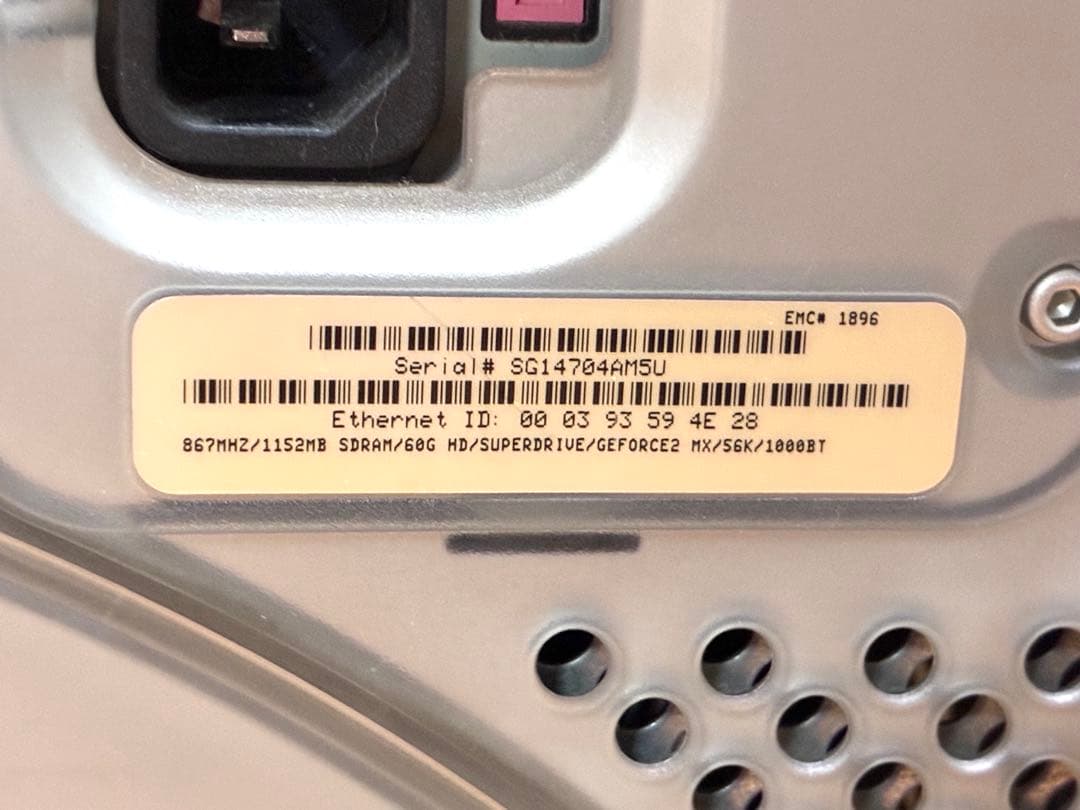 EMC# 1896
Serial# SG14704AM5U
Ethernet ID: 00 03 93 59 4E 28
867MHZ/1152MB SDRAM/60G HD/SUPERDRIVE/GEFORCE2 MX/56K/1000BT